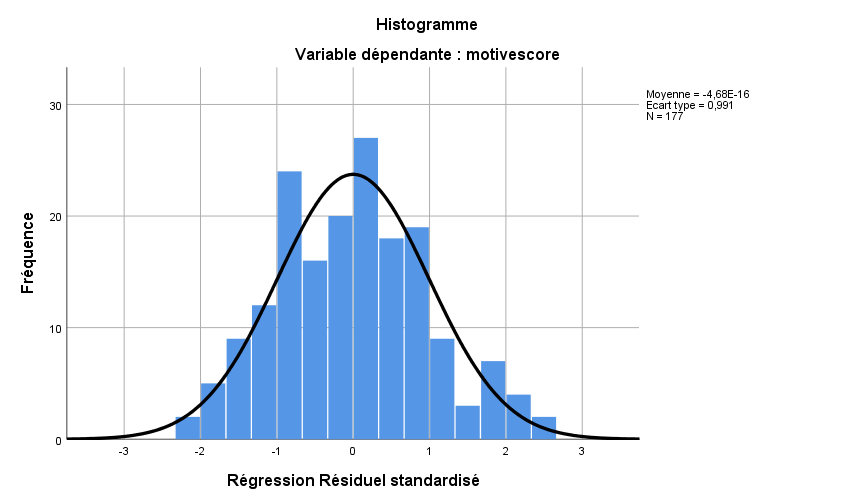 Histogramme
Variable dépendante : motivescore
Moyenne = -4,68E-16
Ecart type = 0,991
N = 177
Fréquence
30
20
10
0
-3 -2 -1 0 1 2 3
Régression Résiduel standardisé